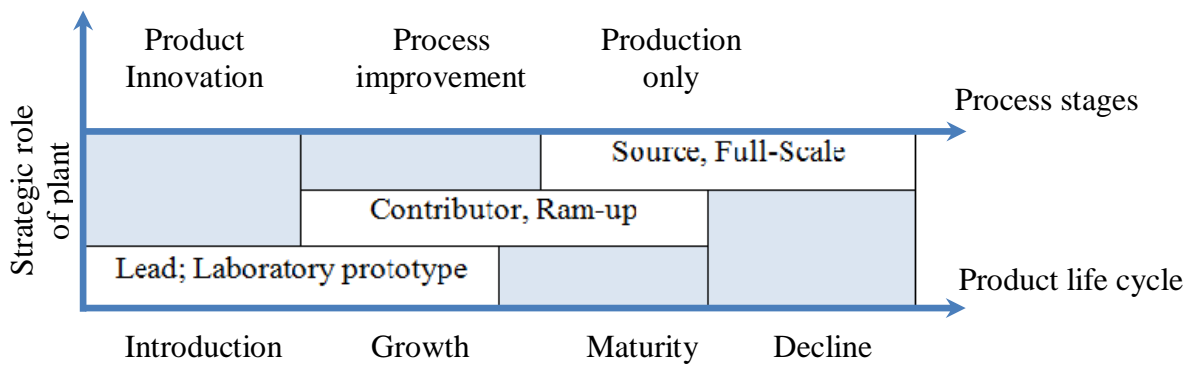 Product Innovation
Process improvement
Production only
Process stages
Strategic role of plant
Source, Full-Scale
Contributor, Ram-up
Lead; Laboratory prototype
Product life cycle
Introduction
Growth
Maturity
Decline